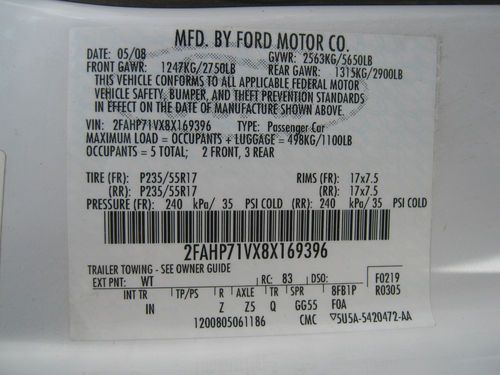 MFD. BY FORD MOTOR CO.
DATE: 05/08 GVWR: 2563KG/5650LB
FRONT GAWR: 1247KG/2750LB REAR GAWR: 1315KG/2900LB
THIS VEHICLE CONFORMS TO ALL APPLICABLE FEDERAL MOTOR
VEHICLE SAFETY, BUMPER, AND THEFT PREVENTION STANDARDS
IN EFFECT ON THE DATE OF MANUFACTURE SHOWN ABOVE.
VIN: 2FAHP71VX8X169396 TYPE: Passenger Car
MAXIMUM LOAD = OCCUPANTS + LUGGAGE = 498KG/1100LB
OCCUPANTS = 5 TOTAL; 2 FRONT, 3 REAR
TIRE (FR): P235/55R17 RIMS (FR): 17x7.5
(RR): P235/55R17 (RR): 17x7.5
PRESSURE (FR): 240 kPa/ 35 PSI COLD (RR): 240 kPa/ 35 PSI COLD
2FAHP71VX8X169396
TRAILER TOWING - SEE OWNER GUIDE
EXT PNT: WT RC: 83 DSO: F0219
INT TR TP/PS R AXLE TR SPR 8FB1P R0305
IN Z Z5 Q GG55 F0A
1200805061186 CMC ▽5U5A-5420472-AA